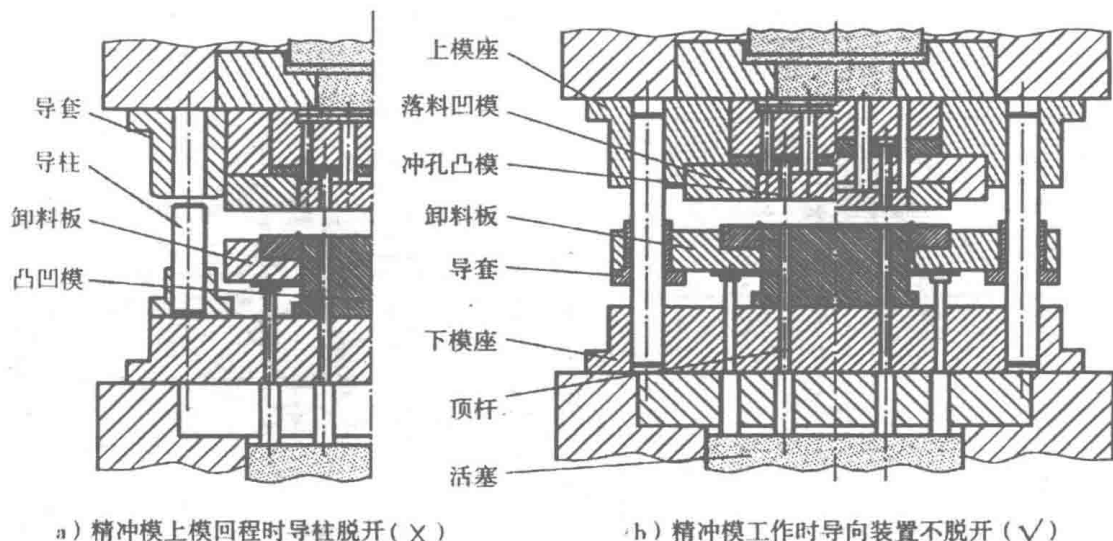 导套
导柱
卸料板
凸凹模
上模座
落料凹模
冲孔凸模
卸料板
导套
下模座
顶杆
活塞
a）精冲模上模回程时导柱脱开（×）
b）精冲模工作时导向装置不脱开（√）